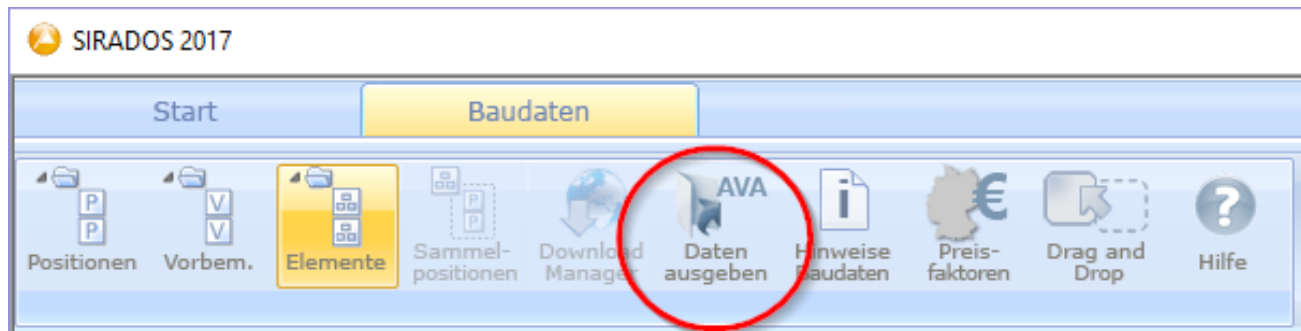 SIRADOS 2017
Start
Baudaten
P
P
Positionen
V
V
Vorbem.
Elemente
P
P
Sammel-
positionen
Download
Manager
AVA
Daten
ausgeben
i
Hinweise
Baudaten
€
Preis-
faktoren
Drag and
Drop
?
Hilfe